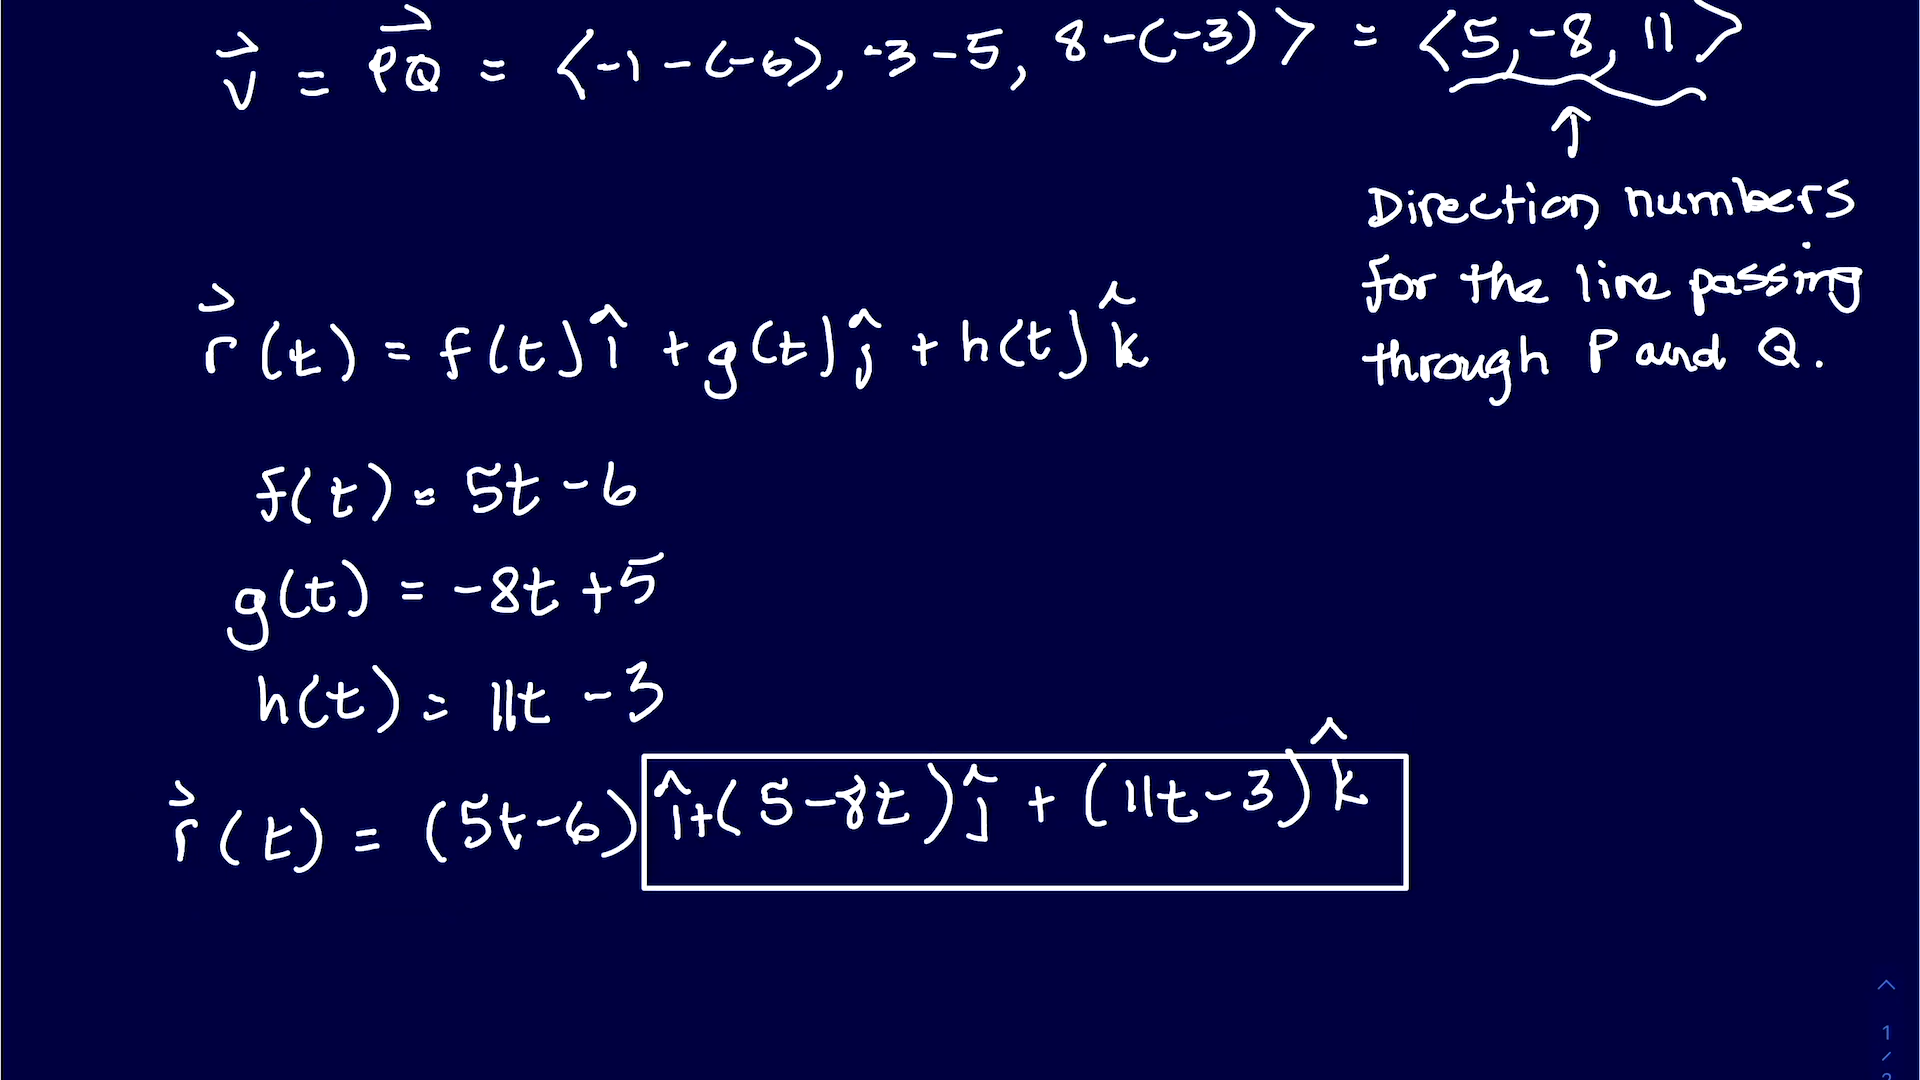 v⃗ = PQ⃗ = ⟨-1-(-6), -3-5, 8-(-3)⟩ = ⟨5, -8, 11⟩
↑
Direction numbers
for the line passing
through P and Q.
r⃗(t) = f(t)î + g(t)ĵ + h(t)k̂
f(t) = 5t-6
g(t) = -8t+5
h(t) = 11t-3
r⃗(t) = (5t-6)î+(5-8t)ĵ + (11t-3)k̂
^
1
/